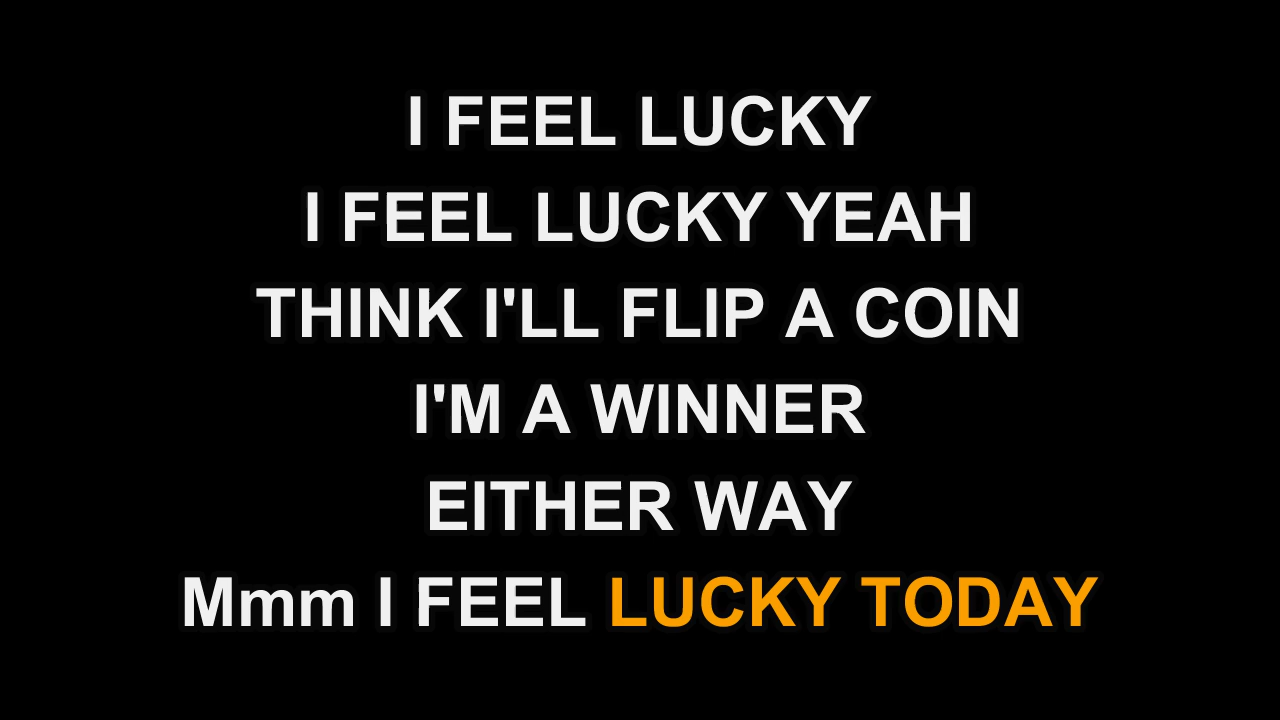 I FEEL LUCKY
I FEEL LUCKY YEAH
THINK I'LL FLIP A COIN
I'M A WINNER
EITHER WAY
Mmm I FEEL LUCKY TODAY